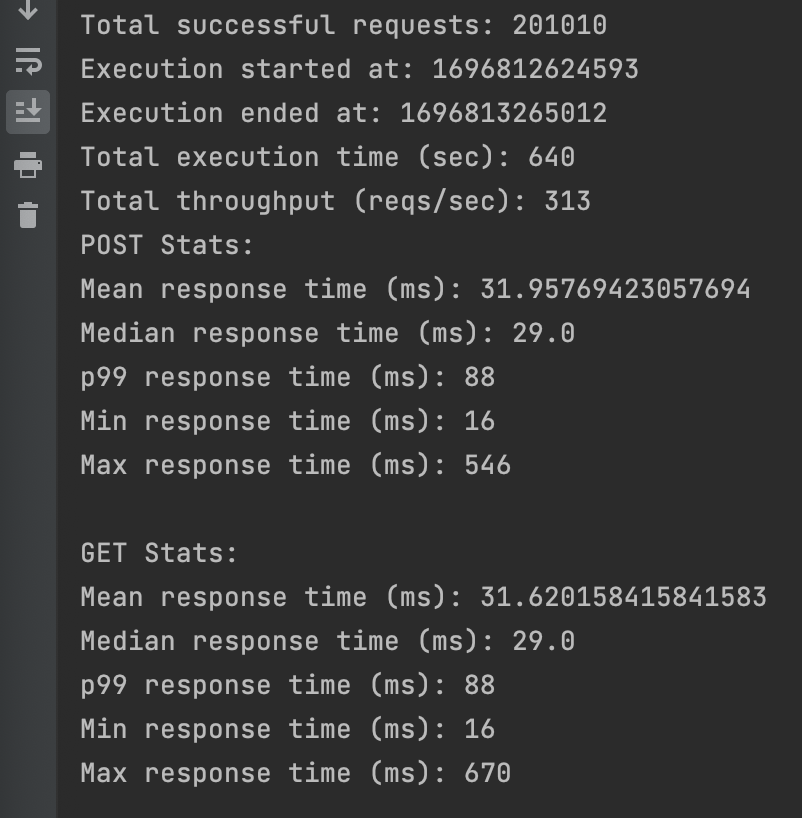 Total successful requests: 201010
Execution started at: 1696812624593
Execution ended at: 1696813265012
Total execution time (sec): 640
Total throughput (reqs/sec): 313
POST Stats:
Mean response time (ms): 31.95769423057694
Median response time (ms): 29.0
p99 response time (ms): 88
Min response time (ms): 16
Max response time (ms): 546
GET Stats:
Mean response time (ms): 31.620158415841583
Median response time (ms): 29.0
p99 response time (ms): 88
Min response time (ms): 16
Max response time (ms): 670